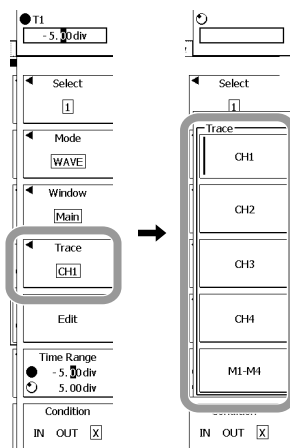 T1
-5.00div
Select
1
Mode
WAVE
Window
Main
Trace
CH1
Edit
Time Range
-5.00div
5.00div
Condition
IN OUT X
Select
1
Trace
CH1
CH2
CH3
CH4
M1-M4
Condition
IN OUT X